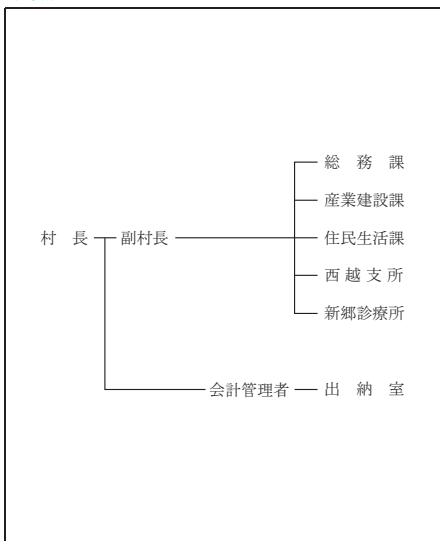 総務課
産業建設課
村長 副村長 住民生活課
西越支所
新郷診療所
会計管理者 出納室